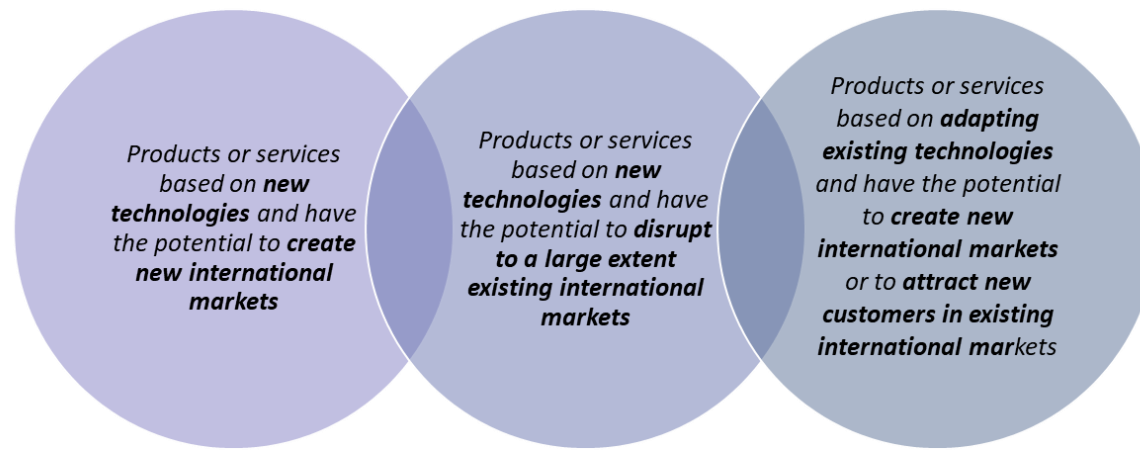 Products or services
based on new
technologies and have
the potential to create
new international
markets
Products or services
based on new
technologies and have
the potential to disrupt
to a large extent
existing international
markets
Products or services
based on adapting
existing technologies
and have the potential
to create new
international markets
or to attract new
customers in existing
international markets